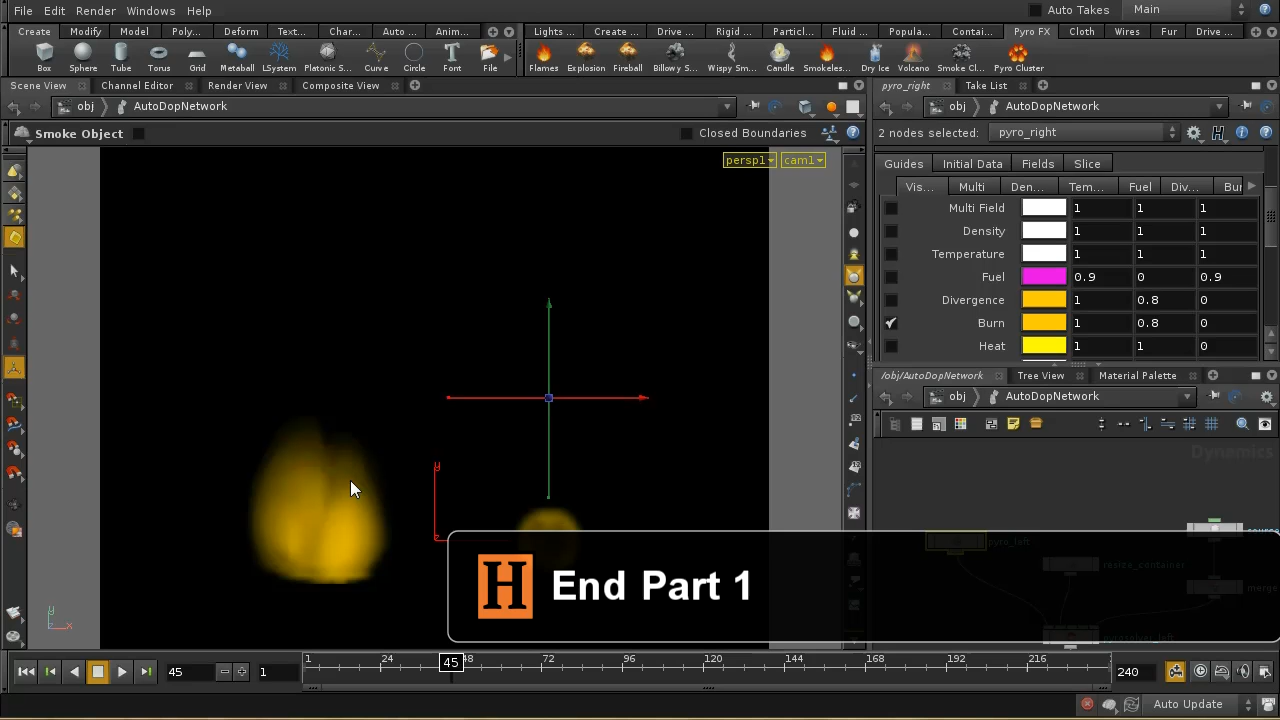 File Edit Render Windows Help
Auto Takes Main
Create Modify Model Poly... Deform Text... Char... Auto ... Anim...
Lights ... Create ... Drive ... Rigid ... Particl... Fluid ... Popula... Contai... Pyro FX Cloth Wires Fur Drive ...
Box Sphere Tube Torus Grid Metaball LSystem Platonic S... Curve Circle Font File
Flames Explosion Fireball Billowy S... Wispy Sm... Candle Smokeles... Dry Ice Volcano Smoke Cl... Pyro Cluster
Scene View Channel Editor Render View Composite View
pyro_right Take List
obj AutoDopNetwork
obj AutoDopNetwork
Smoke Object
Closed Boundaries
2 nodes selected: pyro_right
persp1 cam1
Guides Initial Data Fields Slice
Vis... Multi Den... Tem... Fuel Div... Bur
Multi Field 1 1 1
Density 1 1 1
Temperature 1 1 1
Fuel 0.9 0 0.9
Divergence 1 0.8 0
Burn 1 0.8 0
Heat 1 1 0
/obj/AutoDopNetwork Tree View Material Palette
obj AutoDopNetwork
Dynamics
y
y
x
pyro_left
resize_container
merge
pyrosolver_left
H End Part 1
45 1
1 24 45 48 72 96 120 144 168 192 216
240
Auto Update